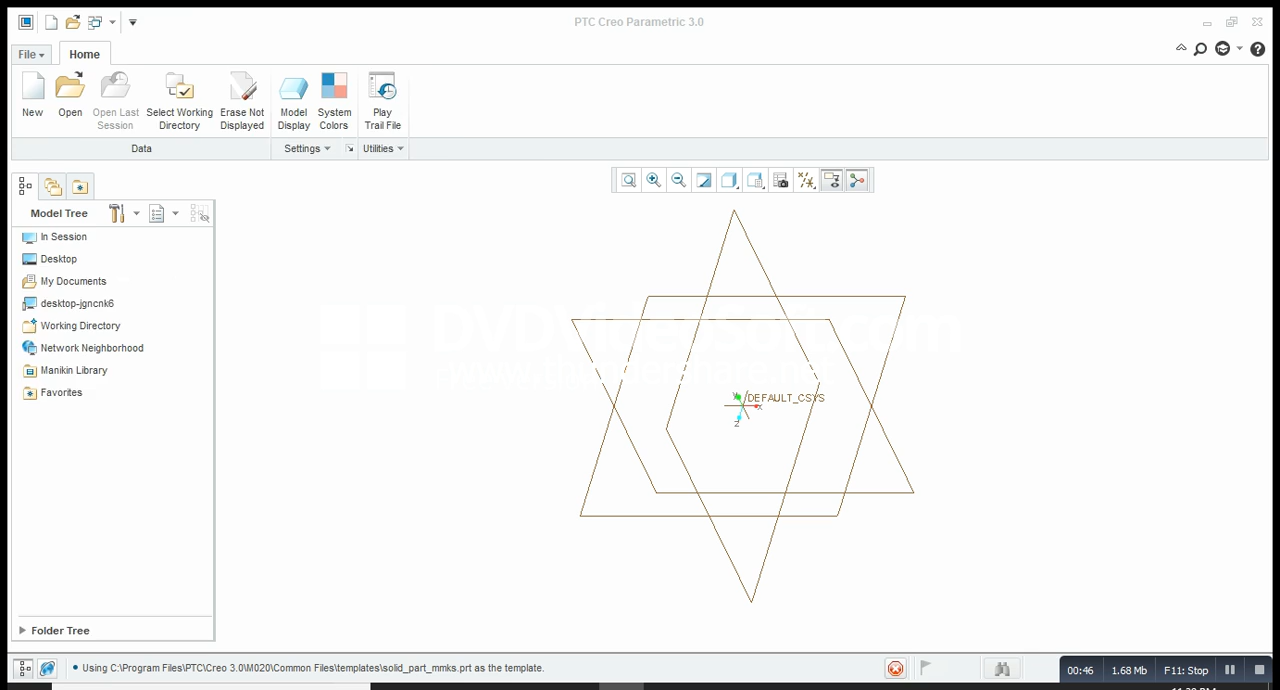 PTC Creo Parametric 3.0
File
Home
New
Open
Open Last Session
Select Working Directory
Erase Not Displayed
Model Display
System Colors
Play Trail File
Data
Settings
Utilities
Model Tree
In Session
Desktop
My Documents
desktop-jgncnk6
Working Directory
Network Neighborhood
Manikin Library
Favorites
Folder Tree
DVDVideoSoft.com
Y
DEFAULT_CSYS
X
Z
Using C:\Program Files\PTC\Creo 3.0\M020\Common Files\templates\solid_part_mmks.prt as the template.
00:46
1.68 Mb
F11: Stop